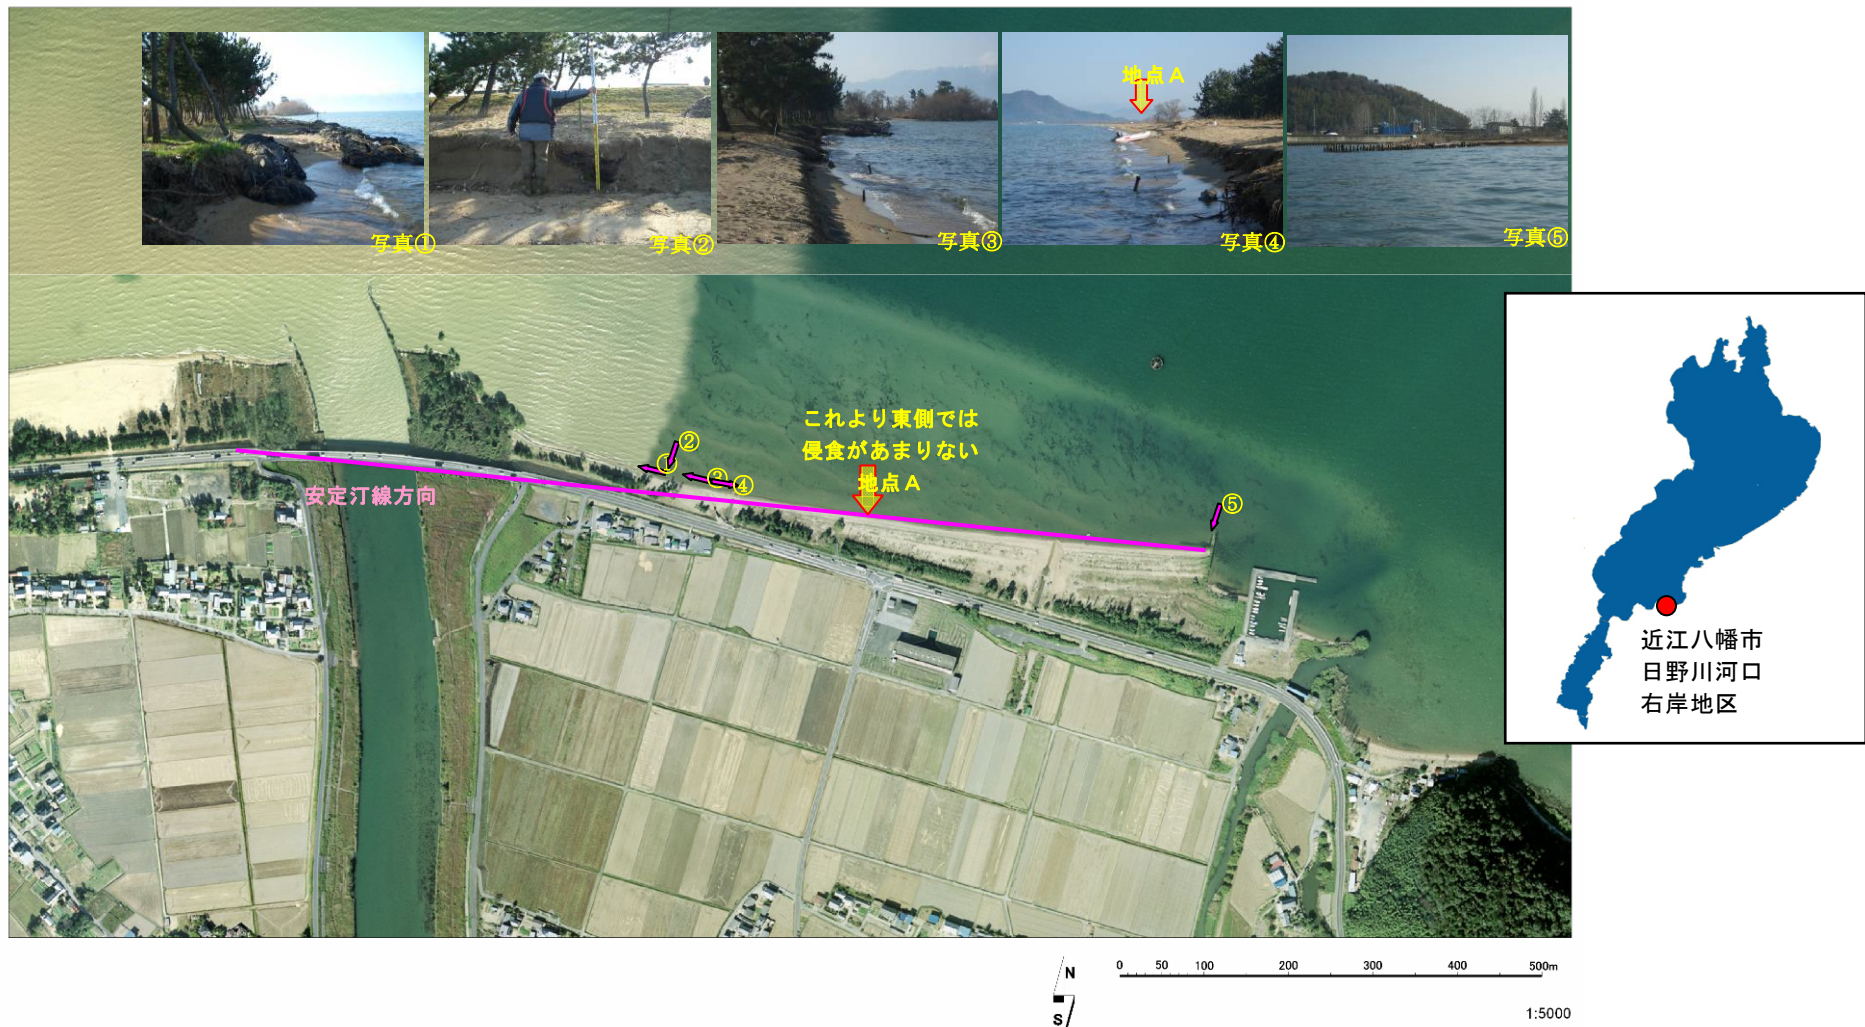 地点A
写真①
写真②
写真③
写真④
写真⑤
これより東側では
侵食があまりない
地点A
安定汀線方向
①
②
③
④
⑤
近江八幡市
日野川河口
右岸地区
N
S
0 50 100 200 300 400 500m
1:5000